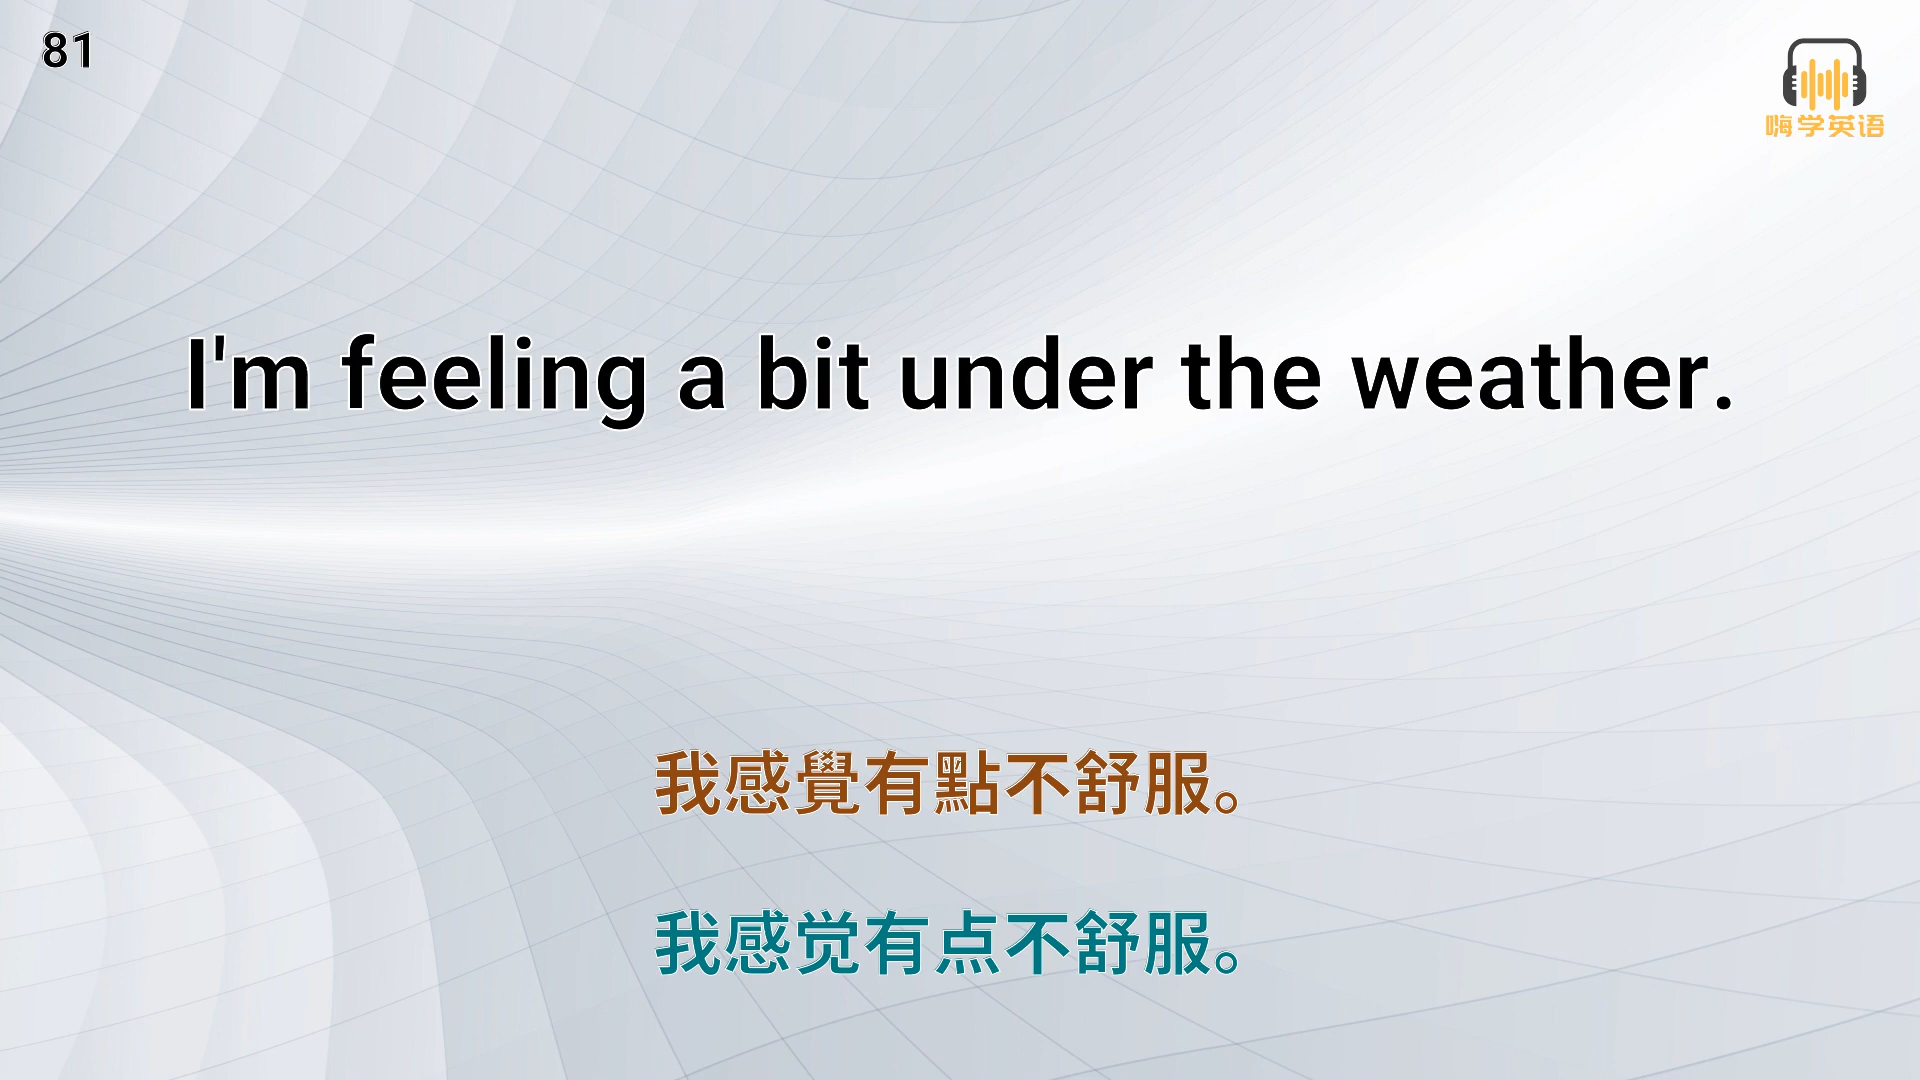 81
嗨学英语
I'm feeling a bit under the weather.
我感覺有點不舒服。
我感觉有点不舒服。